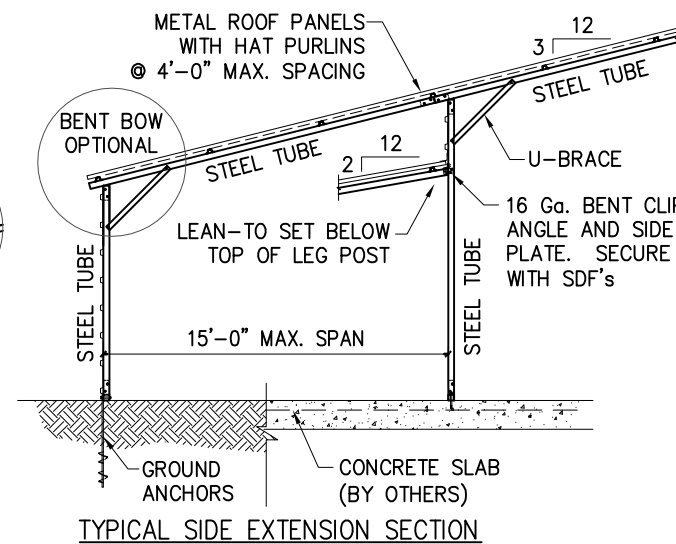 METAL ROOF PANELS
WITH HAT PURLINS
@ 4'-0" MAX. SPACING
12
3
STEEL TUBE
BENT BOW
OPTIONAL
STEEL TUBE
12
2
U-BRACE
LEAN-TO SET BELOW
TOP OF LEG POST
16 Ga. BENT CLIP
ANGLE AND SIDE
PLATE. SECURE
WITH SDF's
STEEL TUBE
STEEL TUBE
15'-0" MAX. SPAN
GROUND
ANCHORS
CONCRETE SLAB
(BY OTHERS)
TYPICAL SIDE EXTENSION SECTION